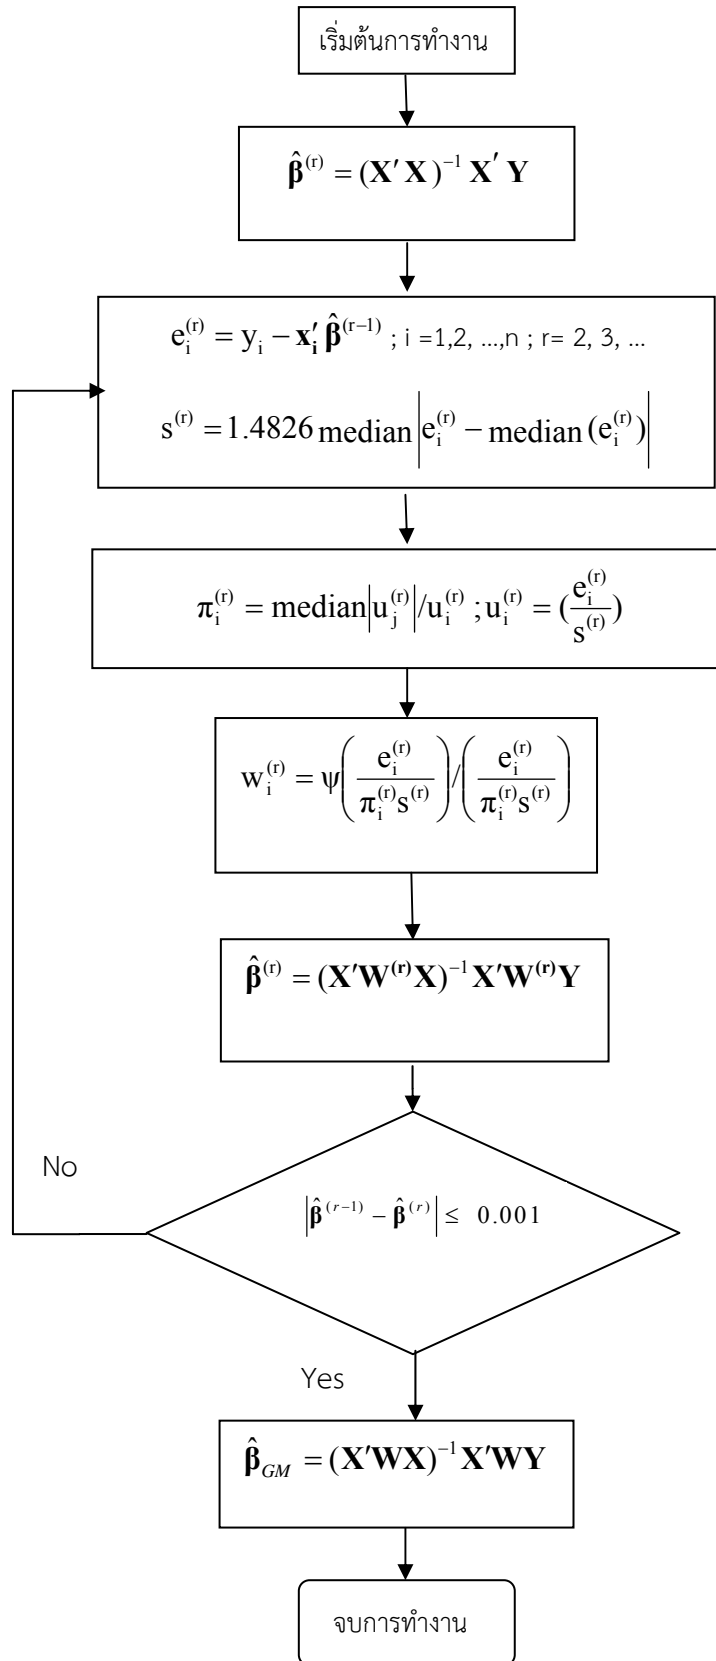 เริ่มต้นการทำงาน
β̂^(r) = (X′ X)^−1 X′ Y
e_i^(r) = y_i − x_i′ β̂^(r-1) ; i =1,2, ...,n ; r= 2, 3, ...
s^(r) = 1.4826 median |e_i^(r) − median (e_i^(r))|
π_i^(r) = median|u_j^(r)|/u_i^(r) ; u_i^(r) = (e_i^(r)/s^(r))
w_i^(r) = ψ(e_i^(r)/π_i^(r)s^(r))/(e_i^(r)/π_i^(r)s^(r))
β̂^(r) = (X′W^(r)X)^−1 X′W^(r)Y
No
|β̂^(r−1) − β̂^(r)| ≤ 0.001
Yes
β̂_GM = (X′WX)^−1 X′WY
จบการทำงาน